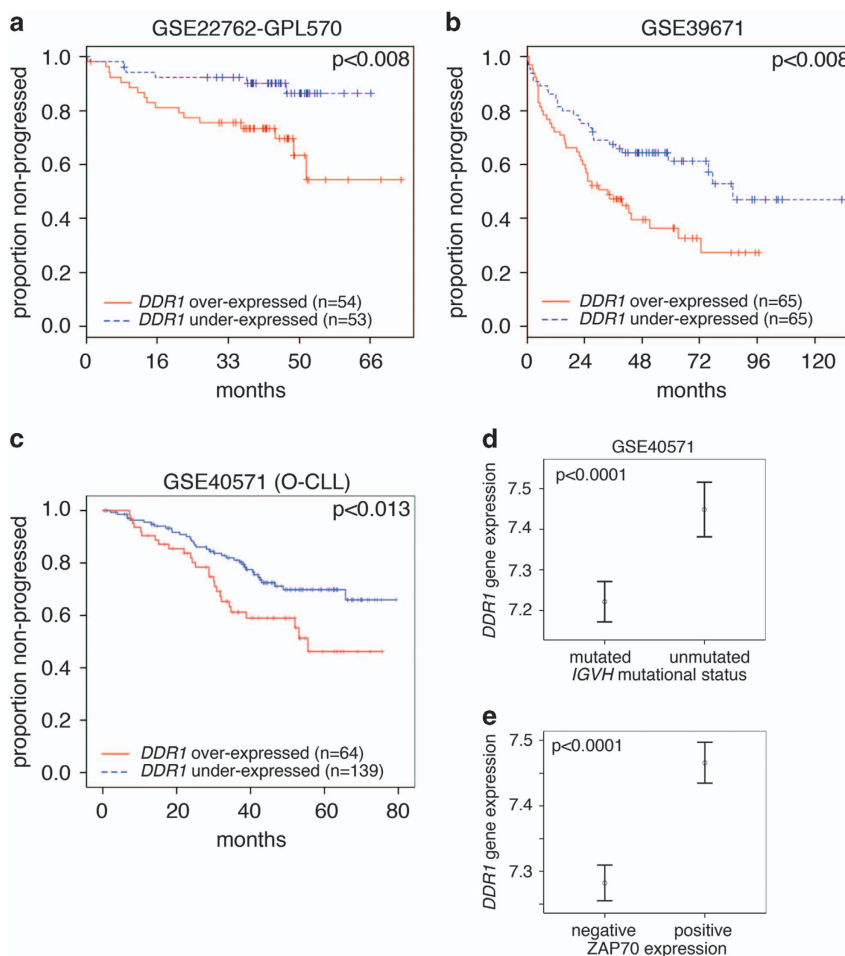 a
GSE22762-GPL570
p<0.008
proportion non-progressed
1.0
0.8
0.6
0.4
0.2
0.0
DDR1 over-expressed (n=54)
DDR1 under-expressed (n=53)
0 16 33 50 66
months
b
GSE39671
p<0.008
proportion non-progressed
1.0
0.8
0.6
0.4
0.2
0.0
DDR1 over-expressed (n=65)
DDR1 under-expressed (n=65)
0 24 48 72 96 120
months
c
GSE40571 (O-CLL)
p<0.013
proportion non-progressed
1.0
0.8
0.6
0.4
0.2
0.0
DDR1 over-expressed (n=64)
DDR1 under-expressed (n=139)
0 20 40 60 80
months
d
GSE40571
p<0.0001
DDR1 gene expression
7.5
7.4
7.3
7.2
mutated unmutated
IGVH mutational status
e
p<0.0001
DDR1 gene expression
7.5
7.4
7.3
negative positive
ZAP70 expression